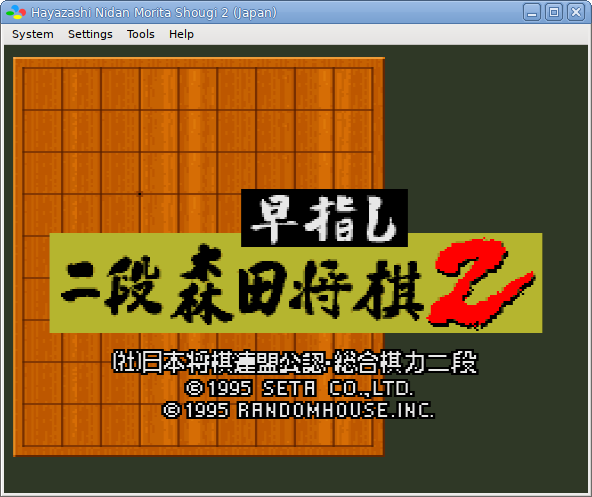 Hayazashi Nidan Morita Shougi 2 (Japan)
System Settings Tools Help
早指し
二段森田将棋2
(社)日本将棋連盟公認・総合棋力二段
©1995 SETA CO.,LTD.
©1995 RANDOMHOUSE.INC.